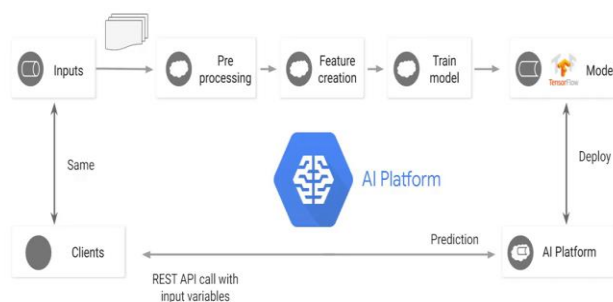 Inputs
Pre
processing
Feature
creation
Train
model
TensorFlow
Mode
Same
AI Platform
Deploy
Clients
Prediction
AI Platform
REST API call with
input variables